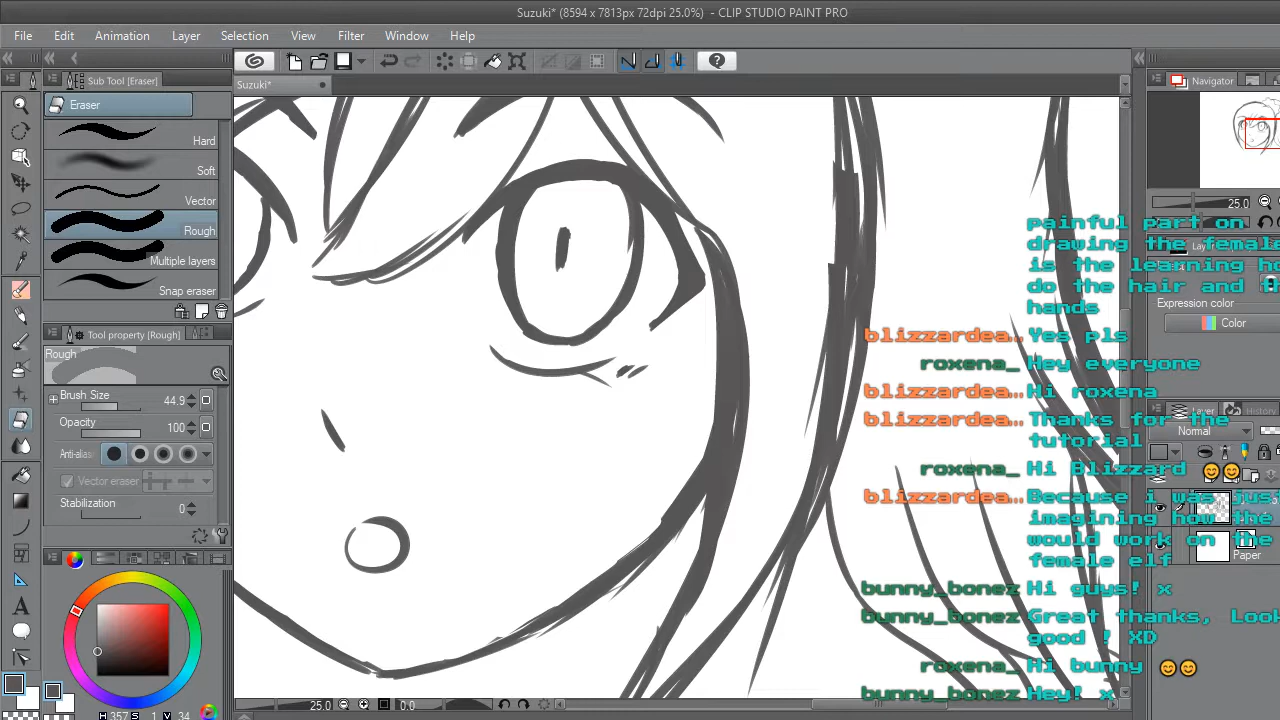 Suzuki* (8594 x 7813px 72dpi 25.0%) - CLIP STUDIO PAINT PRO
File Edit Animation Layer Selection View Filter Window Help
Sub Tool [Eraser]
Suzuki*
Navigator
Eraser
Hard
Soft
Vector
Rough
Multiple layers
Snap eraser
25.0
Tool property [Rough]
Rough
Brush Size 44.9
Opacity 100
Anti-alias
Vector eraser
Stabilization 0
Expression color
Color
Layer History
Normal
Paper
painful part on
drawing the female
is the learning
do the hair and
hands
blizzardea... Yes pls
roxena_ Hey everyone
blizzardea... Hi roxena
blizzardea... Thanks for the
tutorial
roxena_ Hi Blizzard
blizzardea... Because i was just
imagining how the
would work on the
female elf
bunny_bonez Hi guys! x
bunny_bonez Great thanks, Look
good ! XD
roxena_ Hi bunny
bunny_bonez Hey! x
25.0 0.0
H 357 S 1 V 34